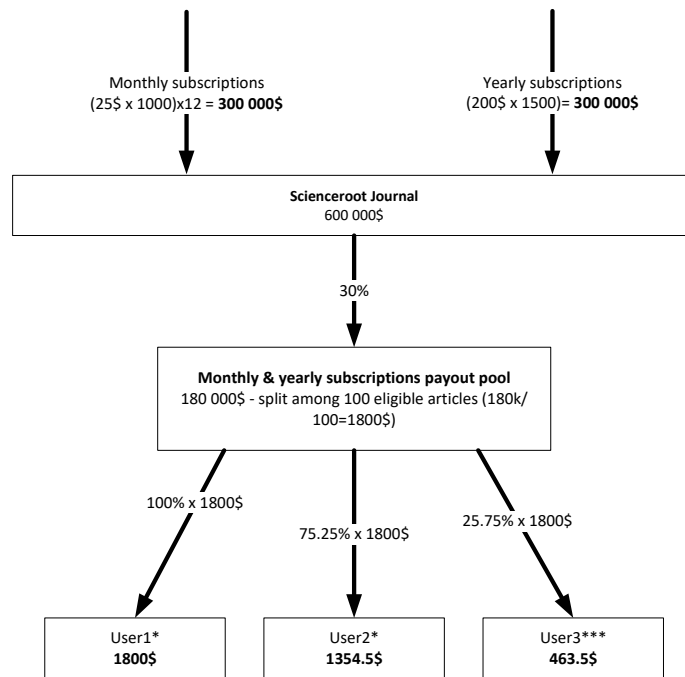 Monthly subscriptions
(25$ x 1000)x12 = 300 000$
Yearly subscriptions
(200$ x 1500)= 300 000$
Scienceroot Journal
600 000$
30%
Monthly & yearly subscriptions payout pool
180 000$ - split among 100 eligible articles (180k/
100=1800$)
100% x 1800$
75.25% x 1800$
25.75% x 1800$
User1*
1800$
User2*
1354.5$
User3***
463.5$